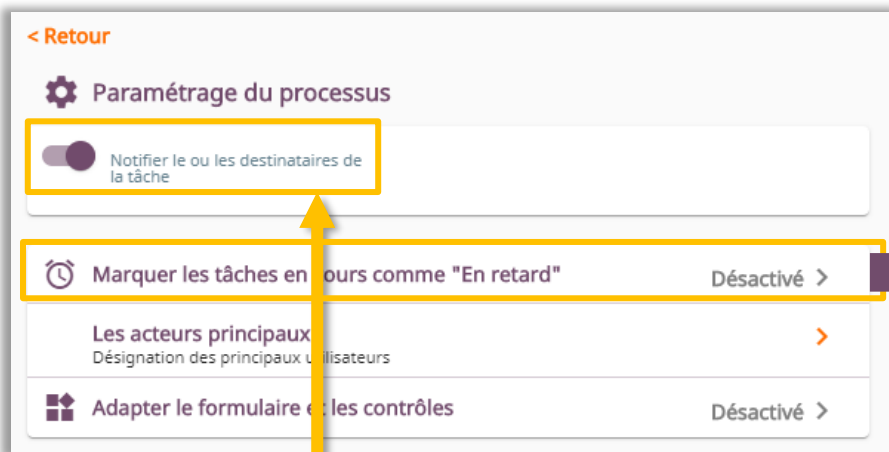 < Retour
Paramétrage du processus
Notifier le ou les destinataires de
la tâche
Marquer les tâches en cours comme "En retard"
Désactivé
Les acteurs principaux
Désignation des principaux utilisateurs
Adapter le formulaire et les contrôles
Désactivé